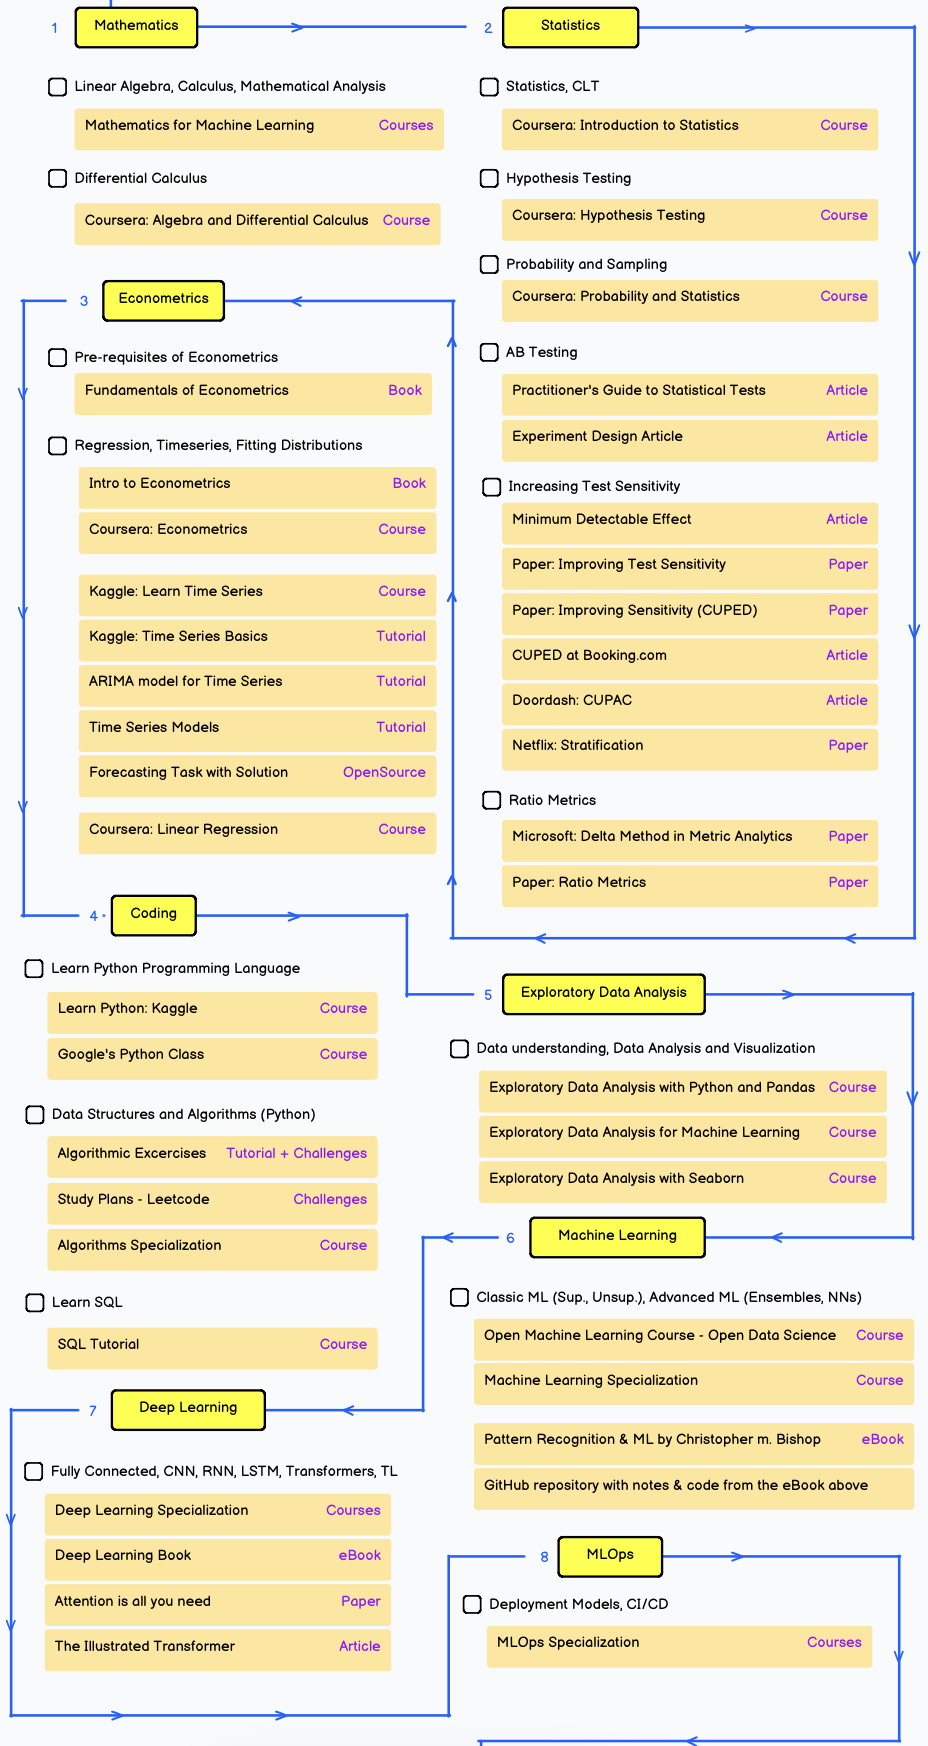 1 Mathematics
Linear Algebra, Calculus, Mathematical Analysis
Mathematics for Machine Learning Courses
Differential Calculus
Coursera: Algebra and Differential Calculus Course
2 Statistics
Statistics, CLT
Coursera: Introduction to Statistics Course
Hypothesis Testing
Coursera: Hypothesis Testing Course
Probability and Sampling
Coursera: Probability and Statistics Course
AB Testing
Practitioner's Guide to Statistical Tests Article
Experiment Design Article Article
Increasing Test Sensitivity
Minimum Detectable Effect Article
Paper: Improving Test Sensitivity Paper
Paper: Improving Sensitivity (CUPED) Paper
CUPED at Booking.com Article
Doordash: CUPAC Article
Netflix: Stratification Paper
Ratio Metrics
Microsoft: Delta Method in Metric Analytics Paper
Paper: Ratio Metrics Paper
3 Econometrics
Pre-requisites of Econometrics
Fundamentals of Econometrics Book
Regression, Timeseries, Fitting Distributions
Intro to Econometrics Book
Coursera: Econometrics Course
Kaggle: Learn Time Series Course
Kaggle: Time Series Basics Tutorial
ARIMA model for Time Series Tutorial
Time Series Models Tutorial
Forecasting Task with Solution OpenSource
Coursera: Linear Regression Course
4 Coding
Learn Python Programming Language
Learn Python: Kaggle Course
Google's Python Class Course
Data Structures and Algorithms (Python)
Algorithmic Excercises Tutorial + Challenges
Study Plans - Leetcode Challenges
Algorithms Specialization Course
Learn SQL
SQL Tutorial Course
5 Exploratory Data Analysis
Data understanding, Data Analysis and Visualization
Exploratory Data Analysis with Python and Pandas Course
Exploratory Data Analysis for Machine Learning Course
Exploratory Data Analysis with Seaborn Course
6 Machine Learning
Classic ML (Sup., Unsup.), Advanced ML (Ensembles, NNs)
Open Machine Learning Course - Open Data Science Course
Machine Learning Specialization Course
Pattern Recognition & ML by Christopher m. Bishop eBook
GitHub repository with notes & code from the eBook above
7 Deep Learning
Fully Connected, CNN, RNN, LSTM, Transformers, TL
Deep Learning Specialization Courses
Deep Learning Book eBook
Attention is all you need Paper
The Illustrated Transformer Article
8 MLOps
Deployment Models, CI/CD
MLOps Specialization Courses